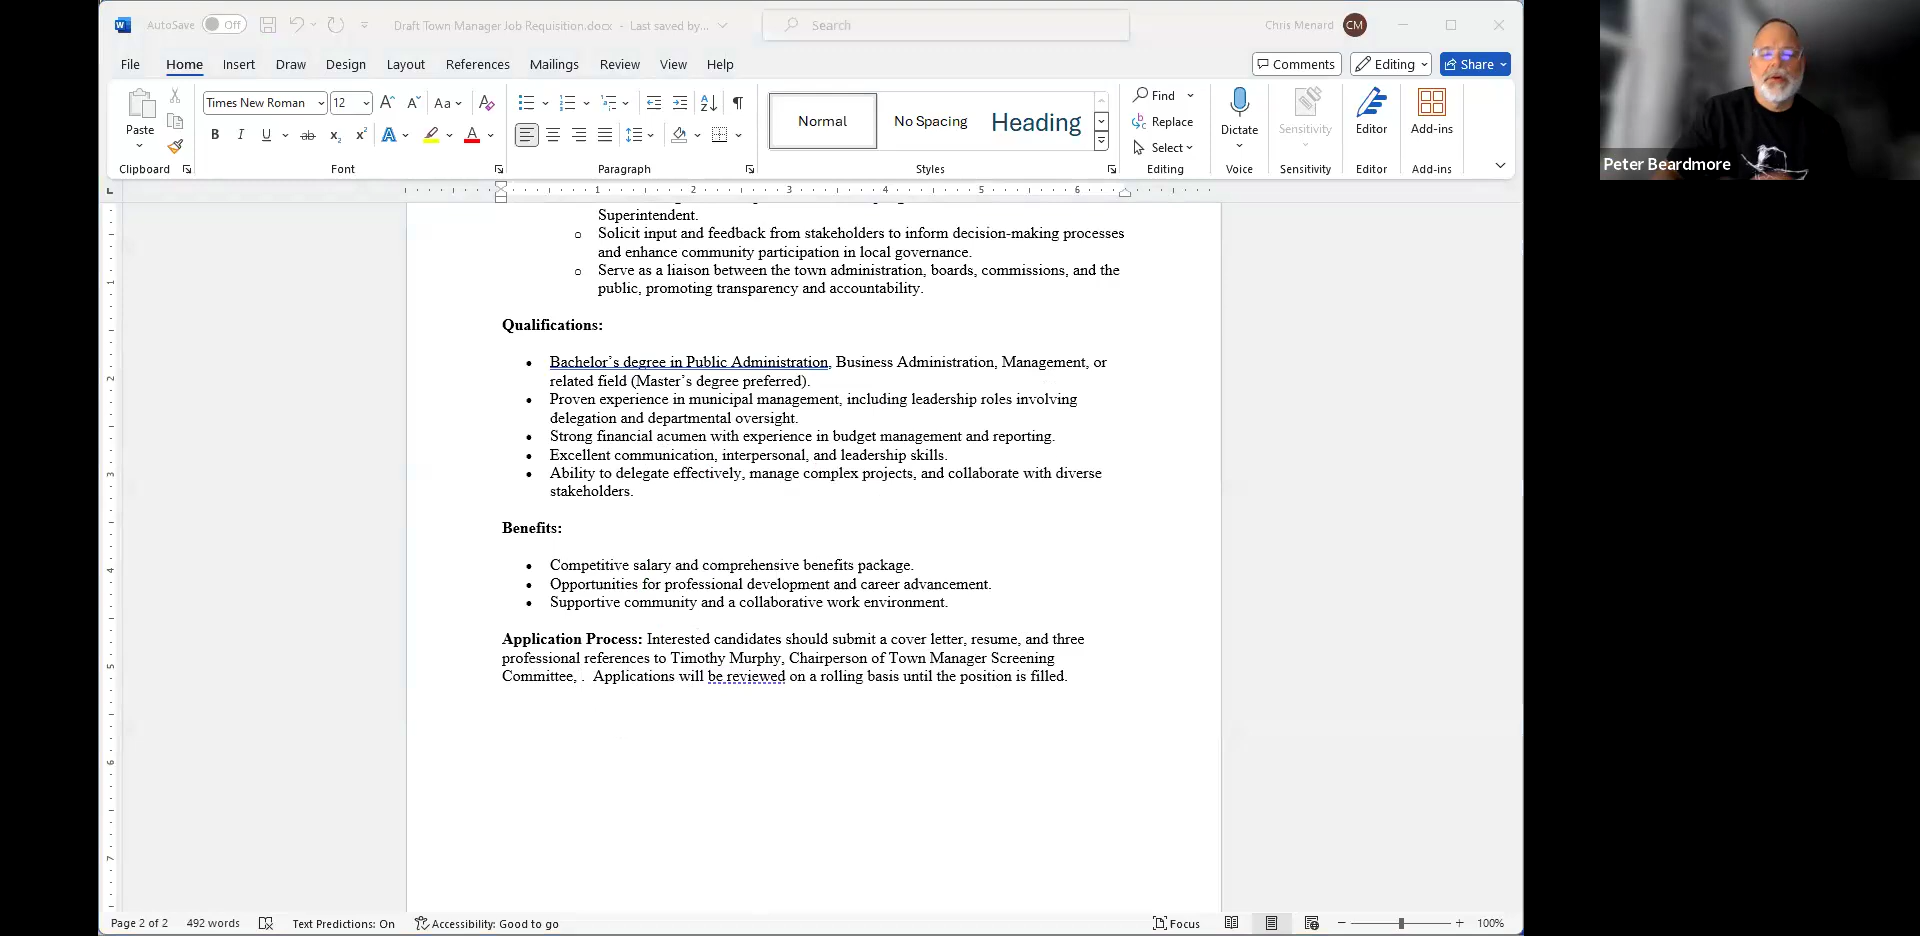 AutoSave Off Draft Town Manager Job Requisition.docx - Last saved by... Search Chris Menard CM
File Home Insert Draw Design Layout References Mailings Review View Help Comments Editing Share
Times New Roman 12 Aa Normal No Spacing Heading Find Replace Select
Paste Dictate Sensitivity Editor Add-ins
Clipboard Font Paragraph Styles Editing Voice Sensitivity Editor Add-ins
1 2 3 4 5 6
Superintendent.
o Solicit input and feedback from stakeholders to inform decision-making processes
and enhance community participation in local governance.
o Serve as a liaison between the town administration, boards, commissions, and the
public, promoting transparency and accountability.
Qualifications:
• Bachelor’s degree in Public Administration, Business Administration, Management, or
related field (Master’s degree preferred).
• Proven experience in municipal management, including leadership roles involving
delegation and departmental oversight.
• Strong financial acumen with experience in budget management and reporting.
• Excellent communication, interpersonal, and leadership skills.
• Ability to delegate effectively, manage complex projects, and collaborate with diverse
stakeholders.
Benefits:
• Competitive salary and comprehensive benefits package.
• Opportunities for professional development and career advancement.
• Supportive community and a collaborative work environment.
Application Process: Interested candidates should submit a cover letter, resume, and three
professional references to Timothy Murphy, Chairperson of Town Manager Screening
Committee, . Applications will be reviewed on a rolling basis until the position is filled.
Page 2 of 2 492 words Text Predictions: On Accessibility: Good to go Focus 100%
Peter Beardmore